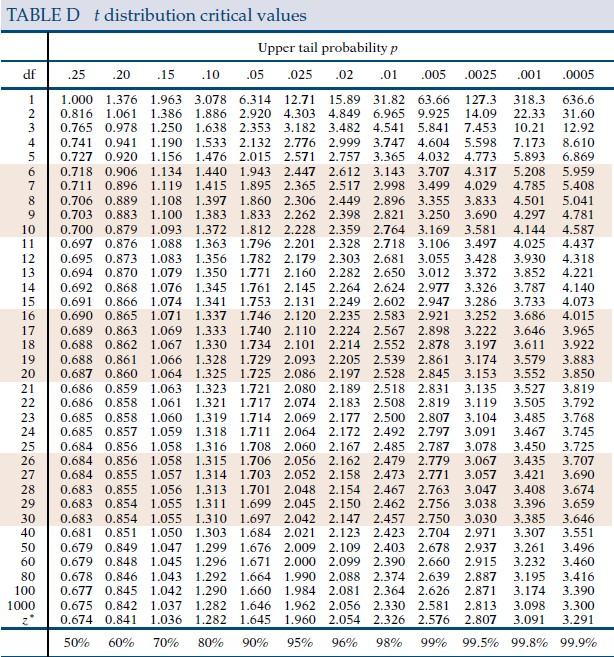 TABLE D t distribution critical values
Upper tail probability p
df .25 .20 .15 .10 .05 .025 .02 .01 .005 .0025 .001 .0005
1 1.000 1.376 1.963 3.078 6.314 12.71 15.89 31.82 63.66 127.3 318.3 636.6
2 0.816 1.061 1.386 1.886 2.920 4.303 4.849 6.965 9.925 14.09 22.33 31.60
3 0.765 0.978 1.250 1.638 2.353 3.182 3.482 4.541 5.841 7.453 10.21 12.92
4 0.741 0.941 1.190 1.533 2.132 2.776 2.999 3.747 4.604 5.598 7.173 8.610
5 0.727 0.920 1.156 1.476 2.015 2.571 2.757 3.365 4.032 4.773 5.893 6.869
6 0.718 0.906 1.134 1.440 1.943 2.447 2.612 3.143 3.707 4.317 5.208 5.959
7 0.711 0.896 1.119 1.415 1.895 2.365 2.517 2.998 3.499 4.029 4.785 5.408
8 0.706 0.889 1.108 1.397 1.860 2.306 2.449 2.896 3.355 3.833 4.501 5.041
9 0.703 0.883 1.100 1.383 1.833 2.262 2.398 2.821 3.250 3.690 4.297 4.781
10 0.700 0.879 1.093 1.372 1.812 2.228 2.359 2.764 3.169 3.581 4.144 4.587
11 0.697 0.876 1.088 1.363 1.796 2.201 2.328 2.718 3.106 3.497 4.025 4.437
12 0.695 0.873 1.083 1.356 1.782 2.179 2.303 2.681 3.055 3.428 3.930 4.318
13 0.694 0.870 1.079 1.350 1.771 2.160 2.282 2.650 3.012 3.372 3.852 4.221
14 0.692 0.868 1.076 1.345 1.761 2.145 2.264 2.624 2.977 3.326 3.787 4.140
15 0.691 0.866 1.074 1.341 1.753 2.131 2.249 2.602 2.947 3.286 3.733 4.073
16 0.690 0.865 1.071 1.337 1.746 2.120 2.235 2.583 2.921 3.252 3.686 4.015
17 0.689 0.863 1.069 1.333 1.740 2.110 2.224 2.567 2.898 3.222 3.646 3.965
18 0.688 0.862 1.067 1.330 1.734 2.101 2.214 2.552 2.878 3.197 3.611 3.922
19 0.688 0.861 1.066 1.328 1.729 2.093 2.205 2.539 2.861 3.174 3.579 3.883
20 0.687 0.860 1.064 1.325 1.725 2.086 2.197 2.528 2.845 3.153 3.552 3.850
21 0.686 0.859 1.063 1.323 1.721 2.080 2.189 2.518 2.831 3.135 3.527 3.819
22 0.686 0.858 1.061 1.321 1.717 2.074 2.183 2.508 2.819 3.119 3.505 3.792
23 0.685 0.858 1.060 1.319 1.714 2.069 2.177 2.500 2.807 3.104 3.485 3.768
24 0.685 0.857 1.059 1.318 1.711 2.064 2.172 2.492 2.797 3.091 3.467 3.745
25 0.684 0.856 1.058 1.316 1.708 2.060 2.167 2.485 2.787 3.078 3.450 3.725
26 0.684 0.856 1.058 1.315 1.706 2.056 2.162 2.479 2.779 3.067 3.435 3.707
27 0.684 0.855 1.057 1.314 1.703 2.052 2.158 2.473 2.771 3.057 3.421 3.690
28 0.683 0.855 1.056 1.313 1.701 2.048 2.154 2.467 2.763 3.047 3.408 3.674
29 0.683 0.854 1.055 1.311 1.699 2.045 2.150 2.462 2.756 3.038 3.396 3.659
30 0.683 0.854 1.055 1.310 1.697 2.042 2.147 2.457 2.750 3.030 3.385 3.646
40 0.681 0.851 1.050 1.303 1.684 2.021 2.123 2.423 2.704 2.971 3.307 3.551
50 0.679 0.849 1.047 1.299 1.676 2.009 2.109 2.403 2.678 2.937 3.261 3.496
60 0.679 0.848 1.045 1.296 1.671 2.000 2.099 2.390 2.660 2.915 3.232 3.460
80 0.678 0.846 1.043 1.292 1.664 1.990 2.088 2.374 2.639 2.887 3.195 3.416
100 0.677 0.845 1.042 1.290 1.660 1.984 2.081 2.364 2.626 2.871 3.174 3.390
1000 0.675 0.842 1.037 1.282 1.646 1.962 2.056 2.330 2.581 2.813 3.098 3.300
z* 0.674 0.841 1.036 1.282 1.645 1.960 2.054 2.326 2.576 2.807 3.091 3.291
50% 60% 70% 80% 90% 95% 96% 98% 99% 99.5% 99.8% 99.9%